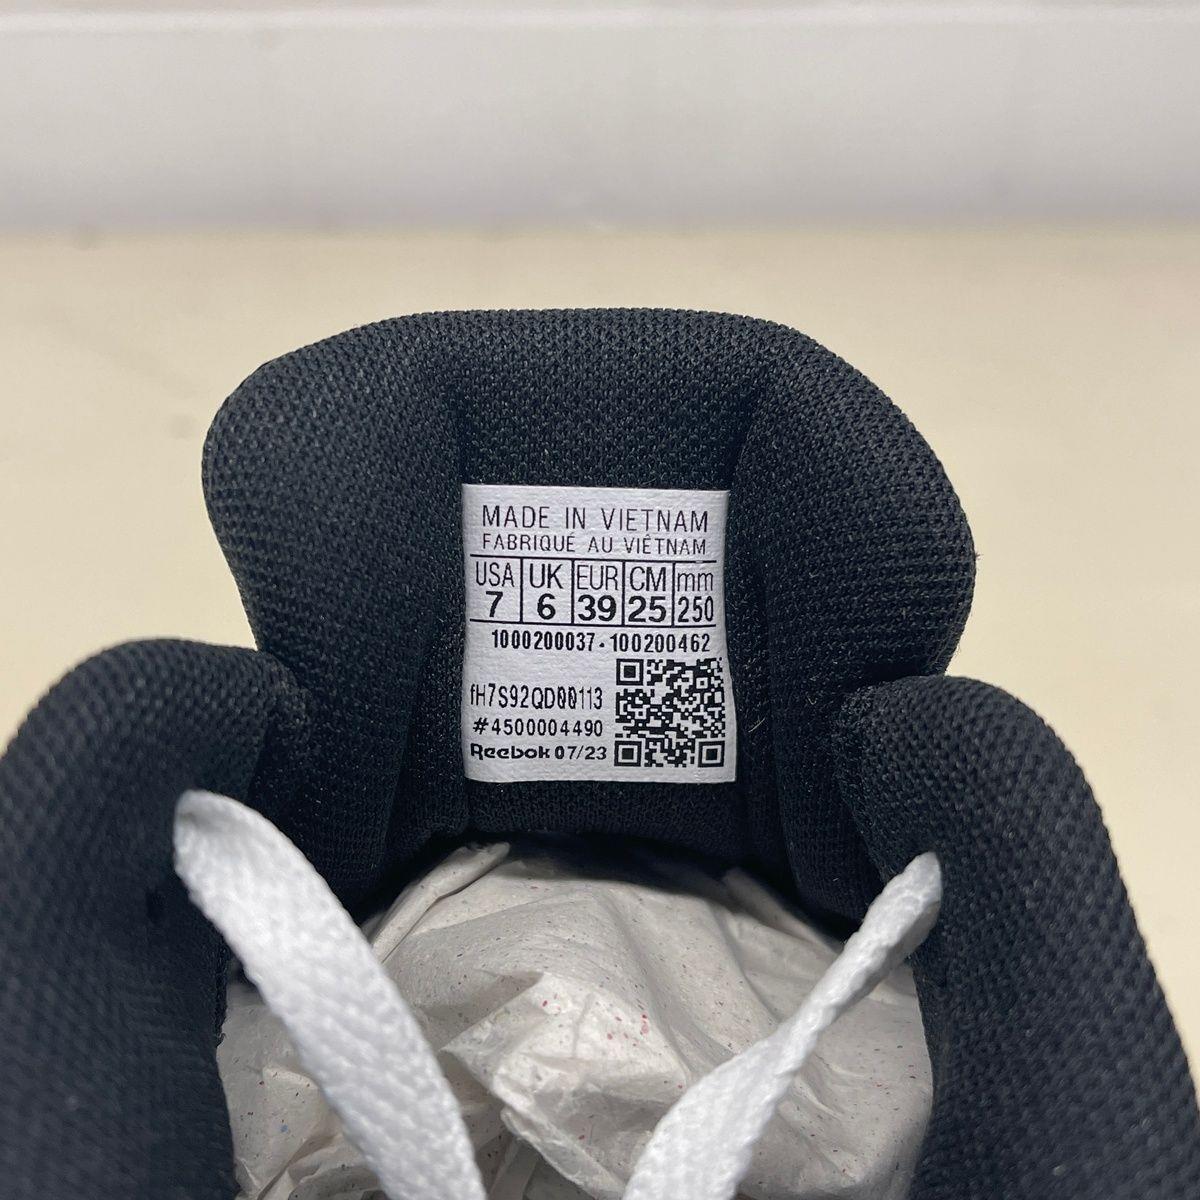 MADE IN VIETNAM
FABRIQUÉ AU VIÊTNAM
USA UK EUR CM mm
7 6 39 25 250
1000200037 - 100200462
fH7S92QD00113
#4500004490
Reebok 07/23